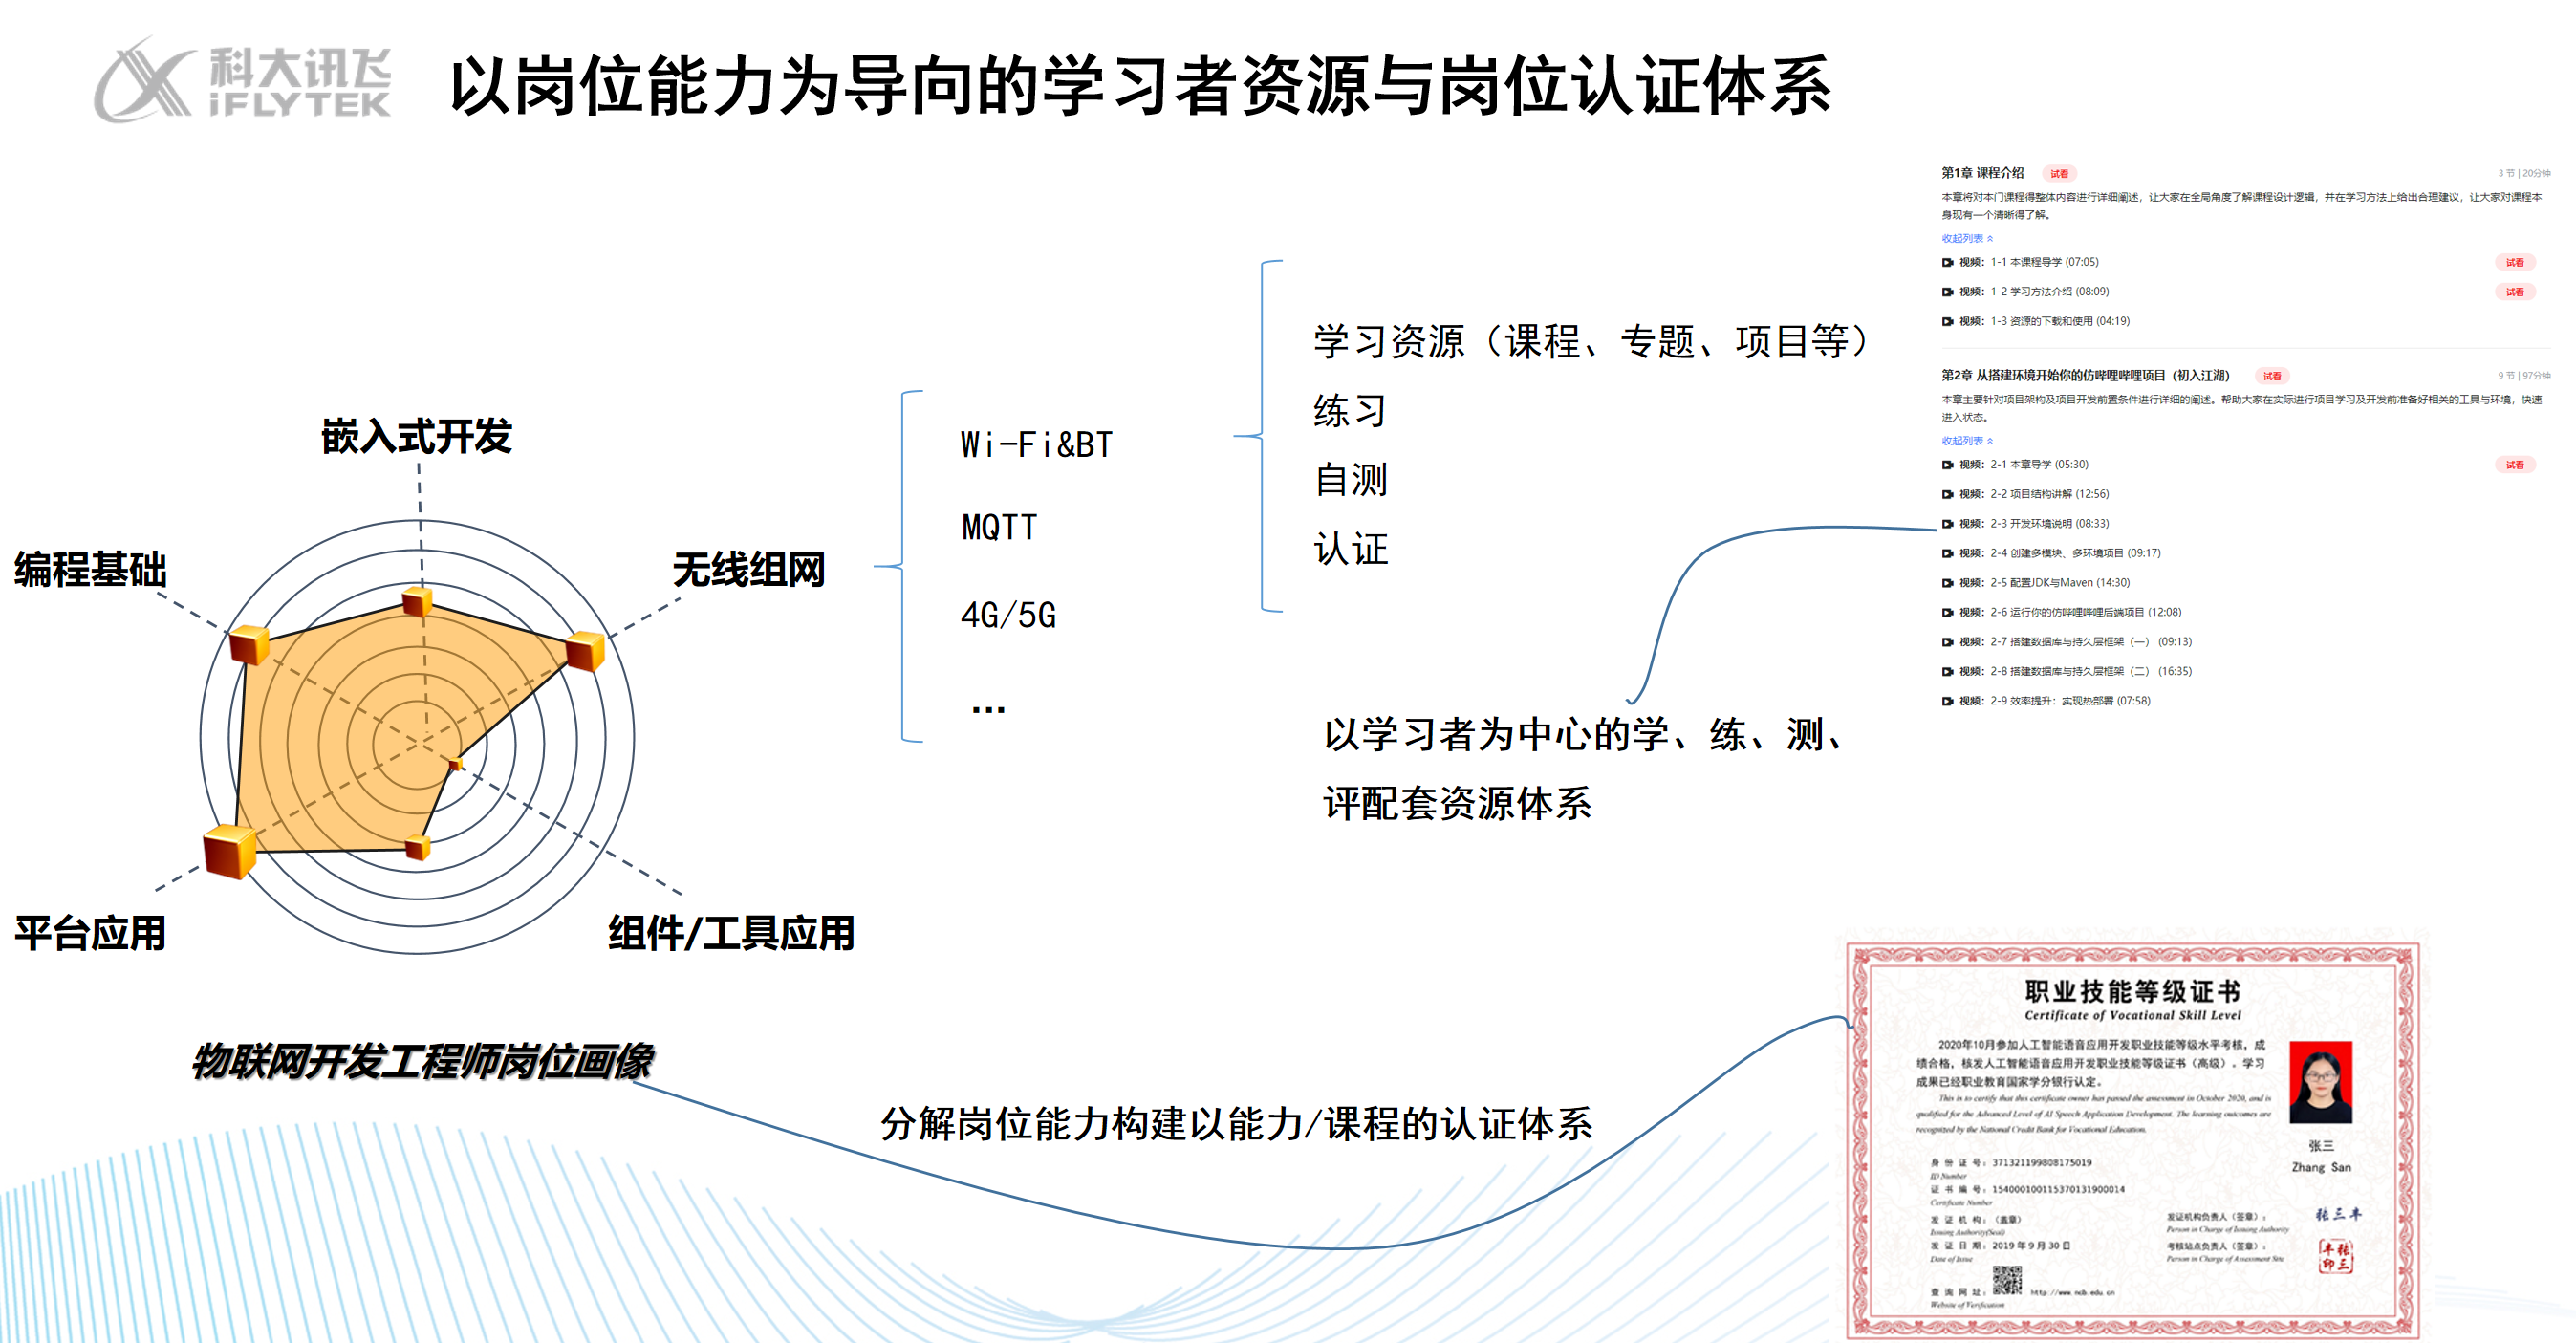 科大讯飞
iFLYTEK
以岗位能力为导向的学习者资源与岗位认证体系
嵌入式开发
编程基础
无线组网
平台应用
组件/工具应用
物联网开发工程师岗位画像
Wi-Fi&BT
MQTT
4G/5G
...
学习资源（课程、专题、项目等）
练习
自测
认证
以学习者为中心的学、练、测、
评配套资源体系
分解岗位能力构建以能力/课程的认证体系
第1章 课程介绍 试看 3 节 | 20分钟
本章将对本门课程得整体内容进行详细阐述，让大家在全局角度了解课程设计逻辑，并在学习方法上给出合理建议，让大家对课程本
身现有一个清晰得了解。
收起列表
视频：1-1 本课程导学 (07:05) 试看
视频：1-2 学习方法介绍 (08:09) 试看
视频：1-3 资源的下载和使用 (04:19)
第2章 从搭建环境开始你的仿哔哩哔哩项目（初入江湖） 试看 9 节 | 97分钟
本章主要针对项目架构及项目开发前置条件进行详细的阐述。帮助大家在实际进行项目学习及开发前准备好相关的工具与环境，快速
进入状态。
收起列表
视频：2-1 本章导学 (05:30) 试看
视频：2-2 项目结构讲解 (12:56)
视频：2-3 开发环境说明 (08:33)
视频：2-4 创建多模块、多环境项目 (09:17)
视频：2-5 配置JDK与Maven (14:30)
视频：2-6 运行你的仿哔哩哔哩后端项目 (12:08)
视频：2-7 搭建数据库与持久层框架（一） (09:13)
视频：2-8 搭建数据库与持久层框架（二） (16:35)
视频：2-9 效率提升：实现热部署 (07:58)
职业技能等级证书
Certificate of Vocational Skill Level
2020年10月参加人工智能语音应用开发职业技能等级水平考核，成
绩合格，核发人工智能语音应用开发职业技能等级证书（高级）。学习
成果已经职业教育国家学分银行认定。
This is to certify that this certificate owner has passed the assessment in October 2020, and is
qualified for the Advanced Level of AI Speech Application Development. The learning outcomes are
recognized by the National Credit Bank for Vocational Education.
张三
Zhang San
身 份 证 号：371321199808175019
ID Number
证 书 编 号：154000100115370131900014
Certificate Number
发 证 机 构：（盖章）
Issuing Authority(Seal)
发 证 日 期：2019 年 9 月 30 日
Date of Issue
查 询 网 址： http://www.ncb.edu.cn
Website of Verification
发证机构负责人（签章）： 张三丰
Person in Charge of Issuing Authority
考核站点负责人（签章）： 张三丰印
Person in Charge of Assessment Site